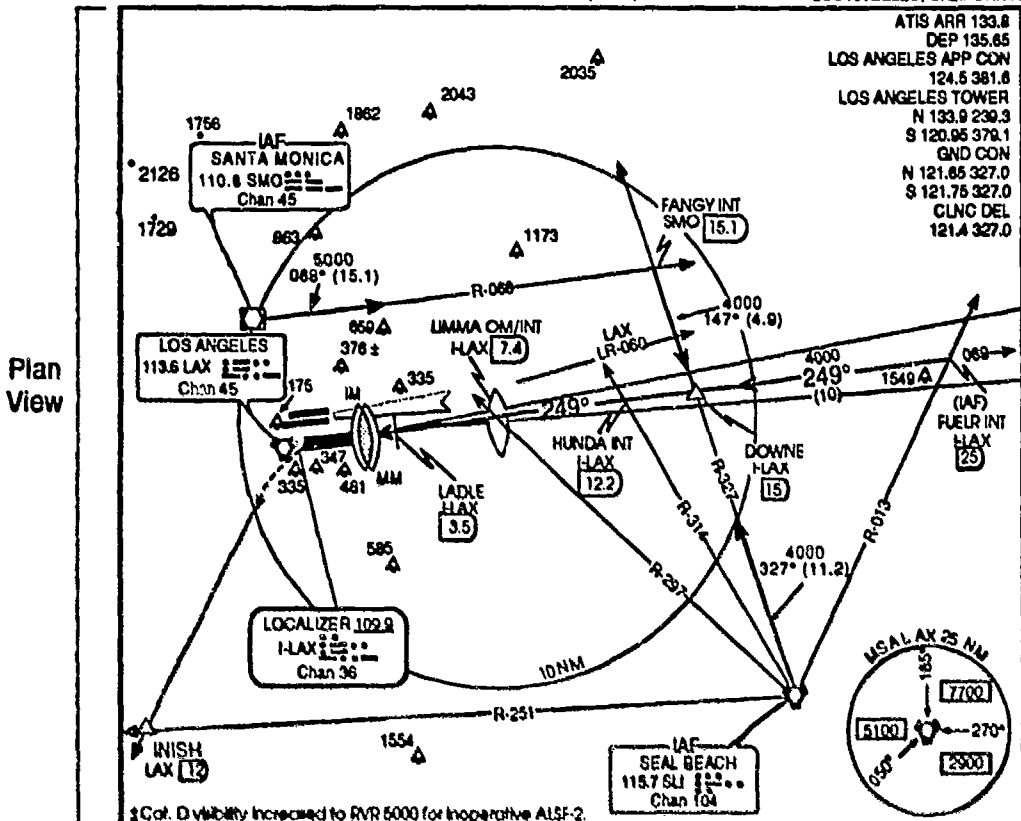 Plan
View
ATIS ARR 133.8
DEP 135.65
LOS ANGELES APP CON
124.5 381.6
LOS ANGELES TOWER
N 133.9 239.3
S 120.95 379.1
GND CON
N 121.65 327.0
S 121.75 327.0
CLNC DEL
121.4 327.0
2035
2043
1862
1756
2126
1729
IAF
SANTA MONICA
110.8 SMO
Chan 45
863
1173
FANGY INT
SMO 15.1
5000
068° (15.1)
R-068
4000
147° (4.9)
659
376 ±
LIMMA OM/INT
I-LAX 7.4
LAX
LR-060
LOS ANGELES
113.6 LAX
Chan 45
175
335
IM
4000
249°
(10)
069
1549
249°
(IAF)
FUELR INT
I-LAX
25
HUNDA INT
I-LAX
12.2
DOWNE
I-LAX
15
MM
347
335
481
LADLE
I-LAX
3.5
R-327
R-314
R-013
585
R-297
4000
327° (11.2)
LOCALIZER 109.9
I-LAX
Chan 36
10 NM
MSA LAX 25 NM
185°
7700
5100
270°
2900
050°
R-251
INISH
LAX 12
1554
IAF
SEAL BEACH
115.7 SLI
Chan 104
‡Cat. D visibility increased to RVR 5000 for inoperative ALSF-2.